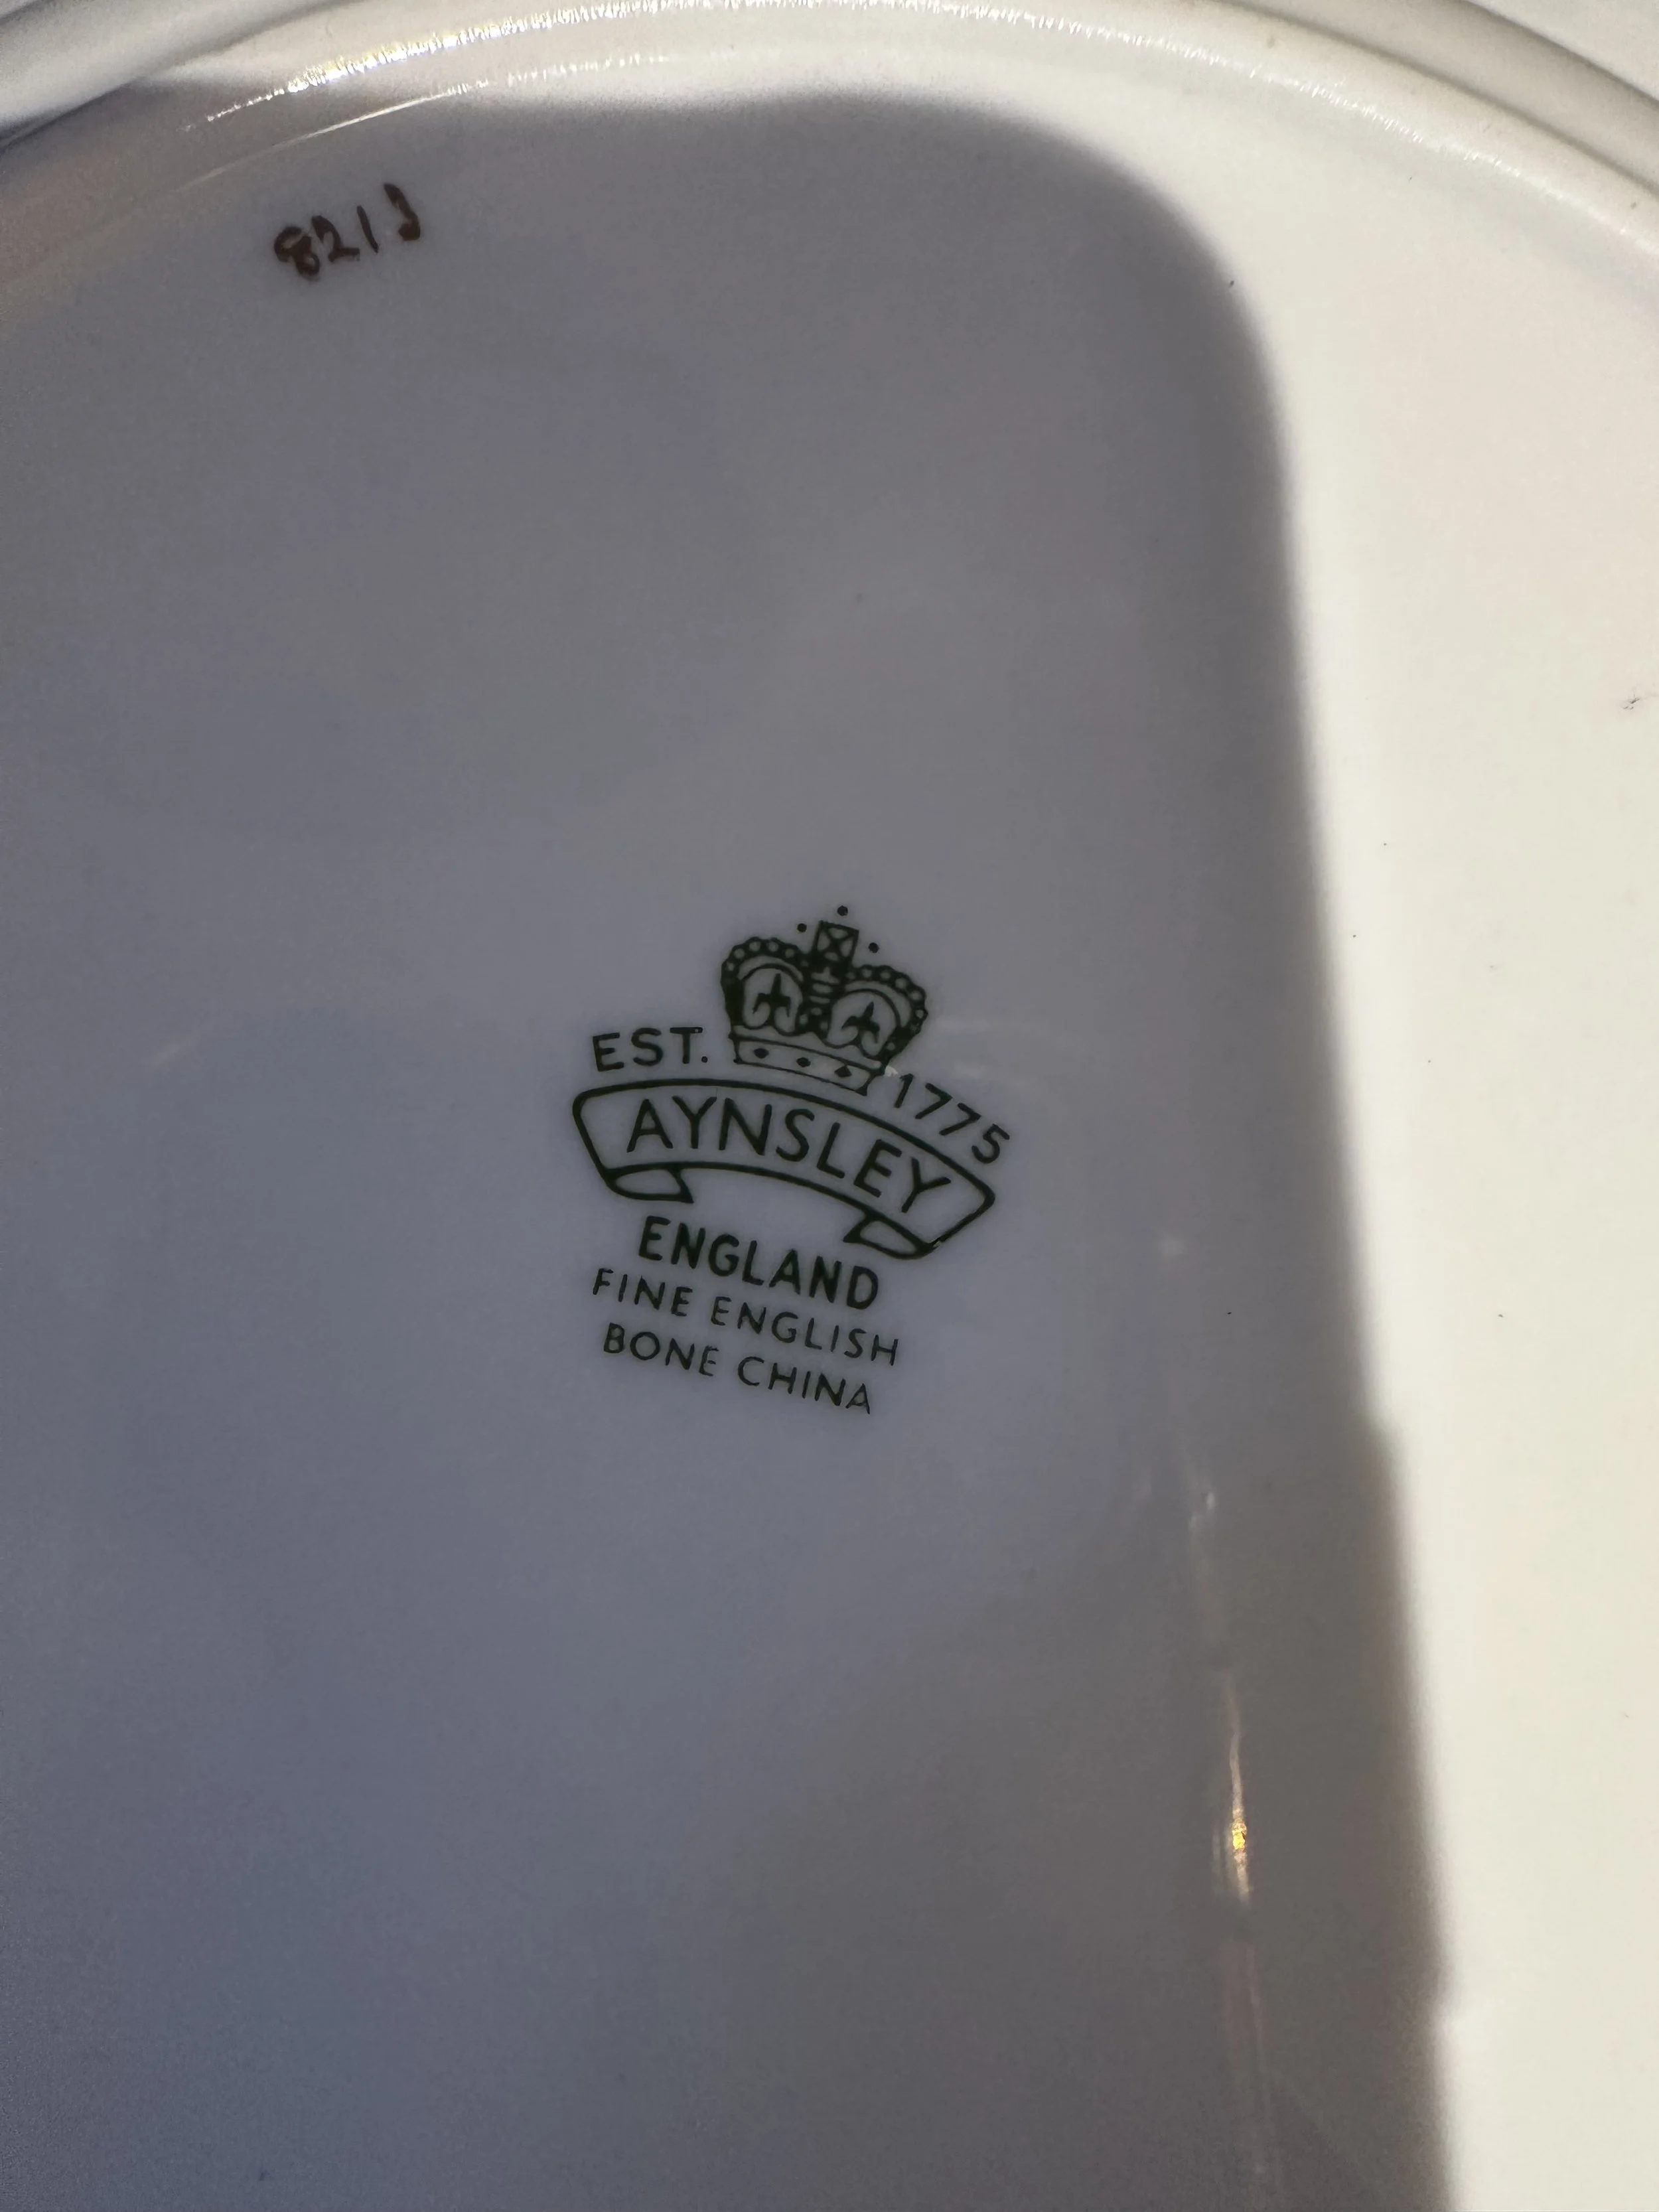 8213
EST. 1775
AYNSLEY
ENGLAND
FINE ENGLISH
BONE CHINA